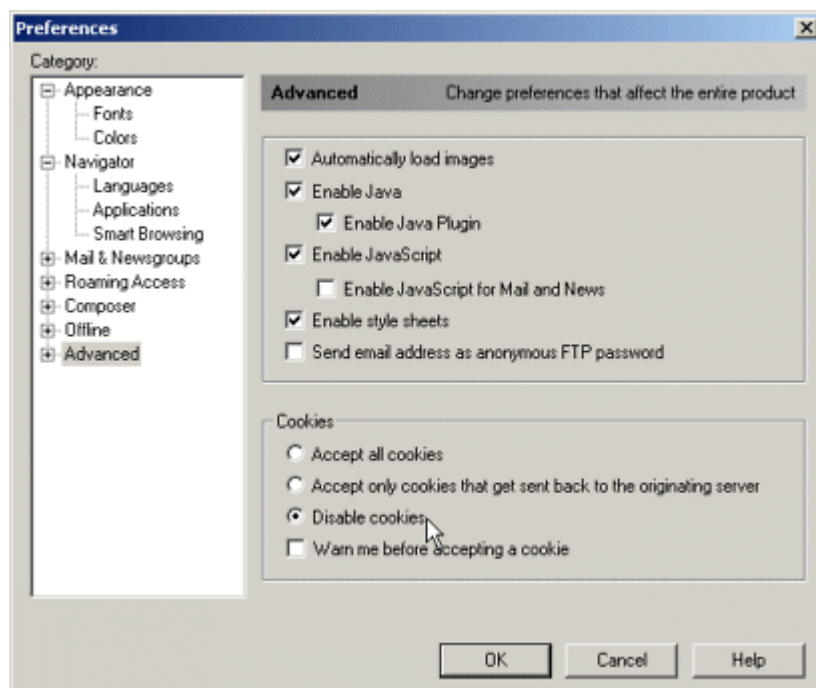 Preferences
Category:
Appearance
Fonts
Colors
Navigator
Languages
Applications
Smart Browsing
Mail & Newsgroups
Roaming Access
Composer
Offline
Advanced
Advanced Change preferences that affect the entire product
Automatically load images
Enable Java
Enable Java Plugin
Enable JavaScript
Enable JavaScript for Mail and News
Enable style sheets
Send email address as anonymous FTP password
Cookies
Accept all cookies
Accept only cookies that get sent back to the originating server
Disable cookies
Warn me before accepting a cookie
OK Cancel Help